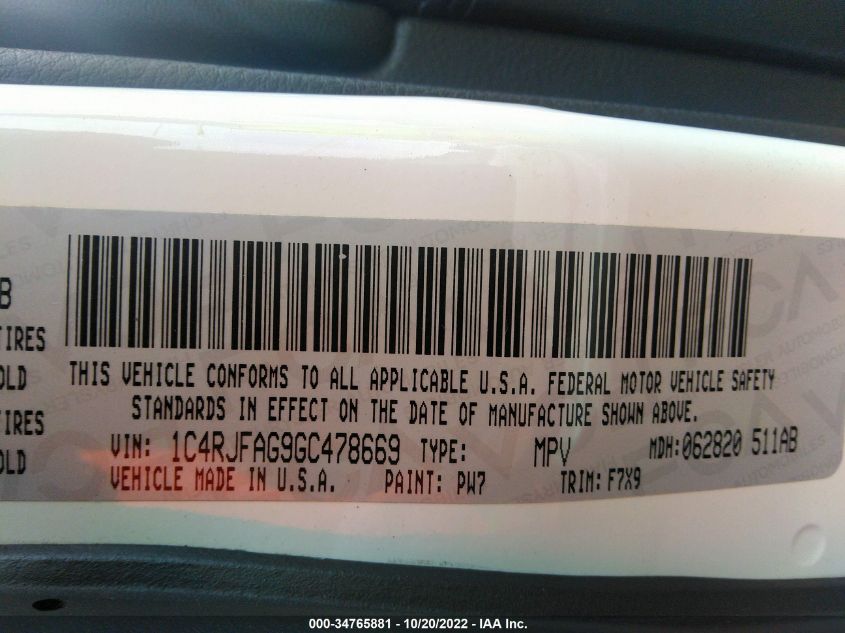 B
TIRES
OLD
TIRES
OLD
THIS VEHICLE CONFORMS TO ALL APPLICABLE U.S.A. FEDERAL MOTOR VEHICLE SAFETY
STANDARDS IN EFFECT ON THE DATE OF MANUFACTURE SHOWN ABOVE.
VIN: 1C4RJFAG9GC478669 TYPE: MPV MDH:062820 511AB
VEHICLE MADE IN U.S.A. PAINT: PW7 TRIM: F7X9
000-34765881 - 10/20/2022 - IAA Inc.